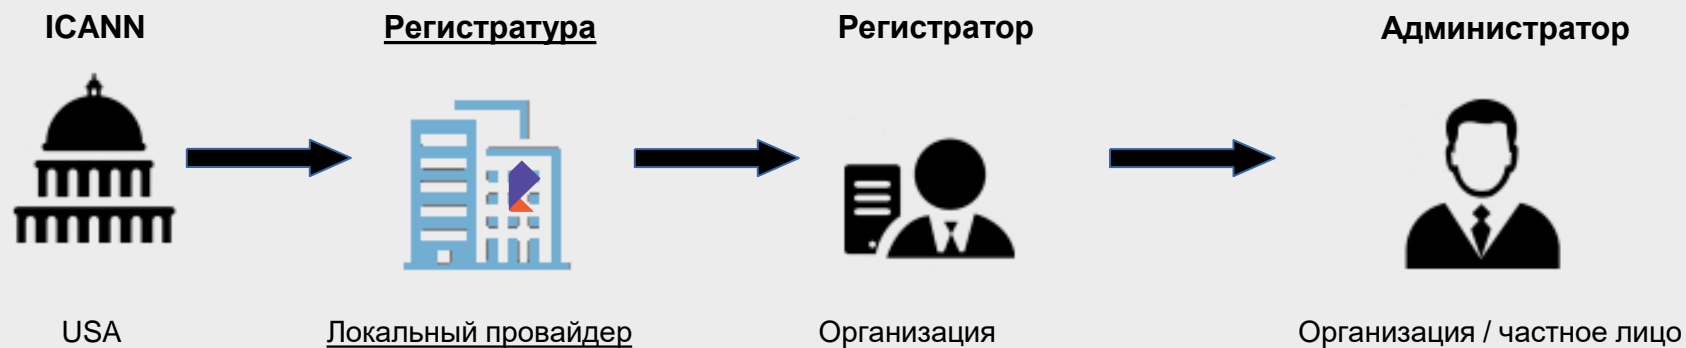 ICANN
Регистратура
Регистратор
Администратор
USA
Локальный провайдер
Организация
Организация / частное лицо